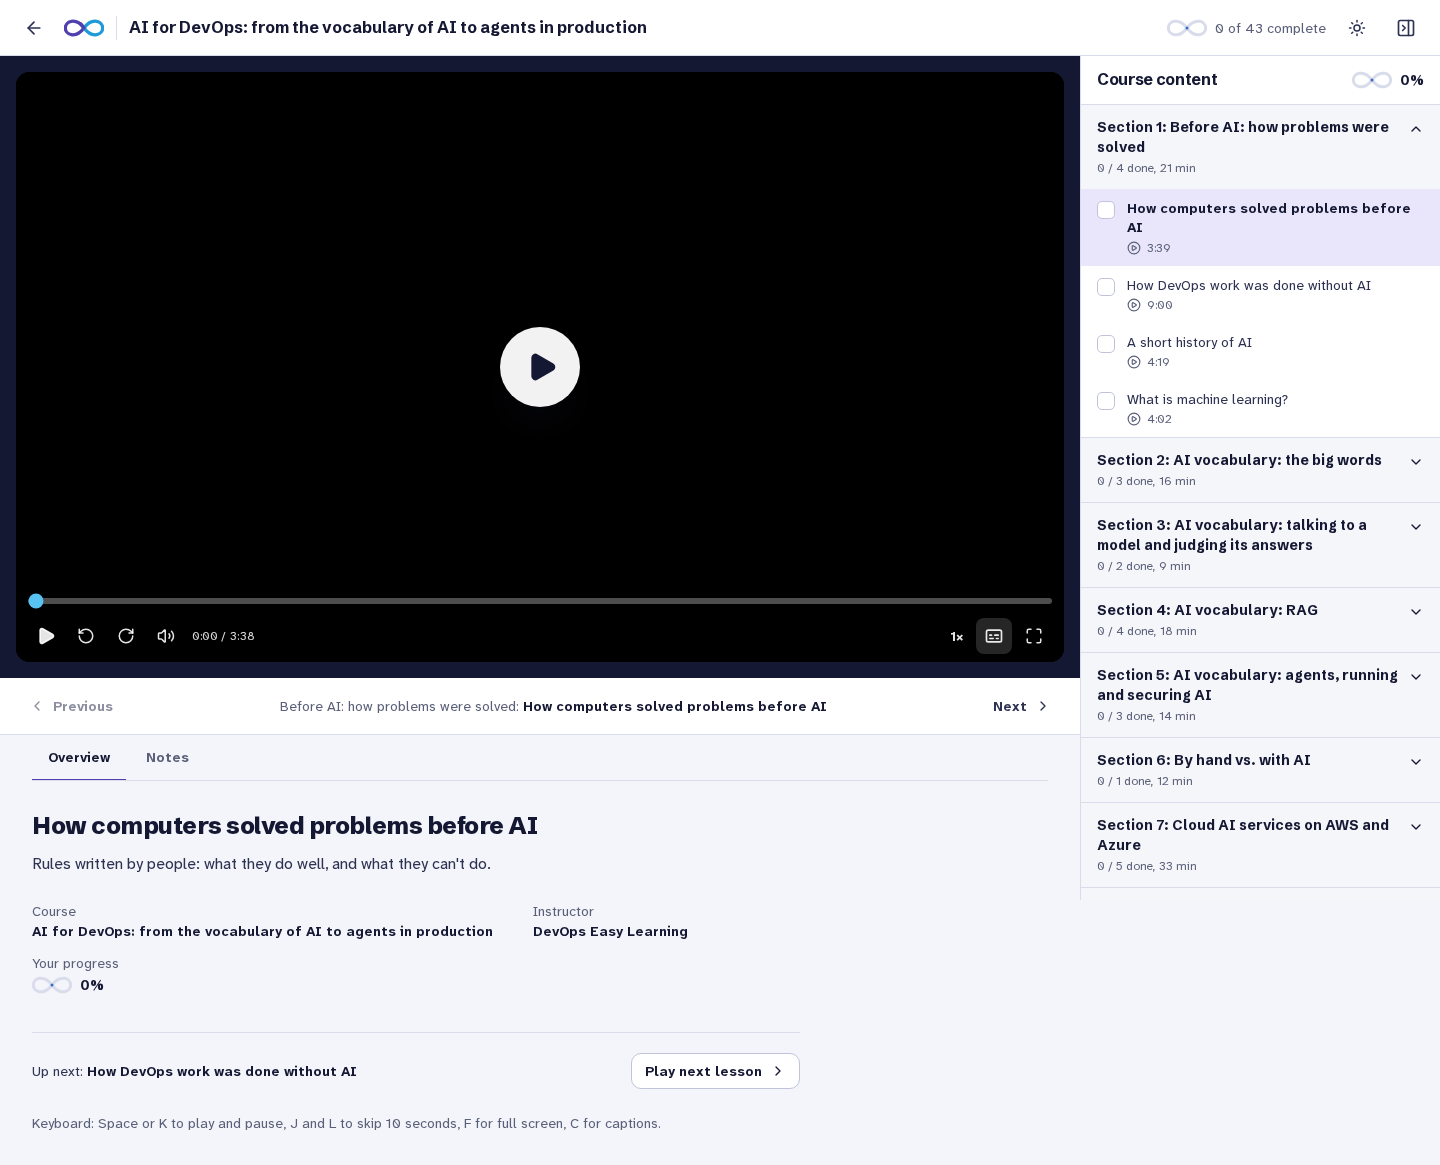 AI for DevOps: from the vocabulary of AI to agents in production
0 of 43 complete
0:00 / 3:38
1×
Previous
Before AI: how problems were solved: How computers solved problems before AI
Next
Overview
Notes
How computers solved problems before AI
Rules written by people: what they do well, and what they can't do.
Course
AI for DevOps: from the vocabulary of AI to agents in production
Instructor
DevOps Easy Learning
Your progress
0%
Up next: How DevOps work was done without AI
Play next lesson
Keyboard: Space or K to play and pause, J and L to skip 10 seconds, F for full screen, C for captions.
Course content
0%
Section 1: Before AI: how problems were
solved
0 / 4 done, 21 min
How computers solved problems before
AI
3:39
How DevOps work was done without AI
9:00
A short history of AI
4:19
What is machine learning?
4:02
Section 2: AI vocabulary: the big words
0 / 3 done, 16 min
Section 3: AI vocabulary: talking to a
model and judging its answers
0 / 2 done, 9 min
Section 4: AI vocabulary: RAG
0 / 4 done, 18 min
Section 5: AI vocabulary: agents, running
and securing AI
0 / 3 done, 14 min
Section 6: By hand vs. with AI
0 / 1 done, 12 min
Section 7: Cloud AI services on AWS and
Azure
0 / 5 done, 33 min